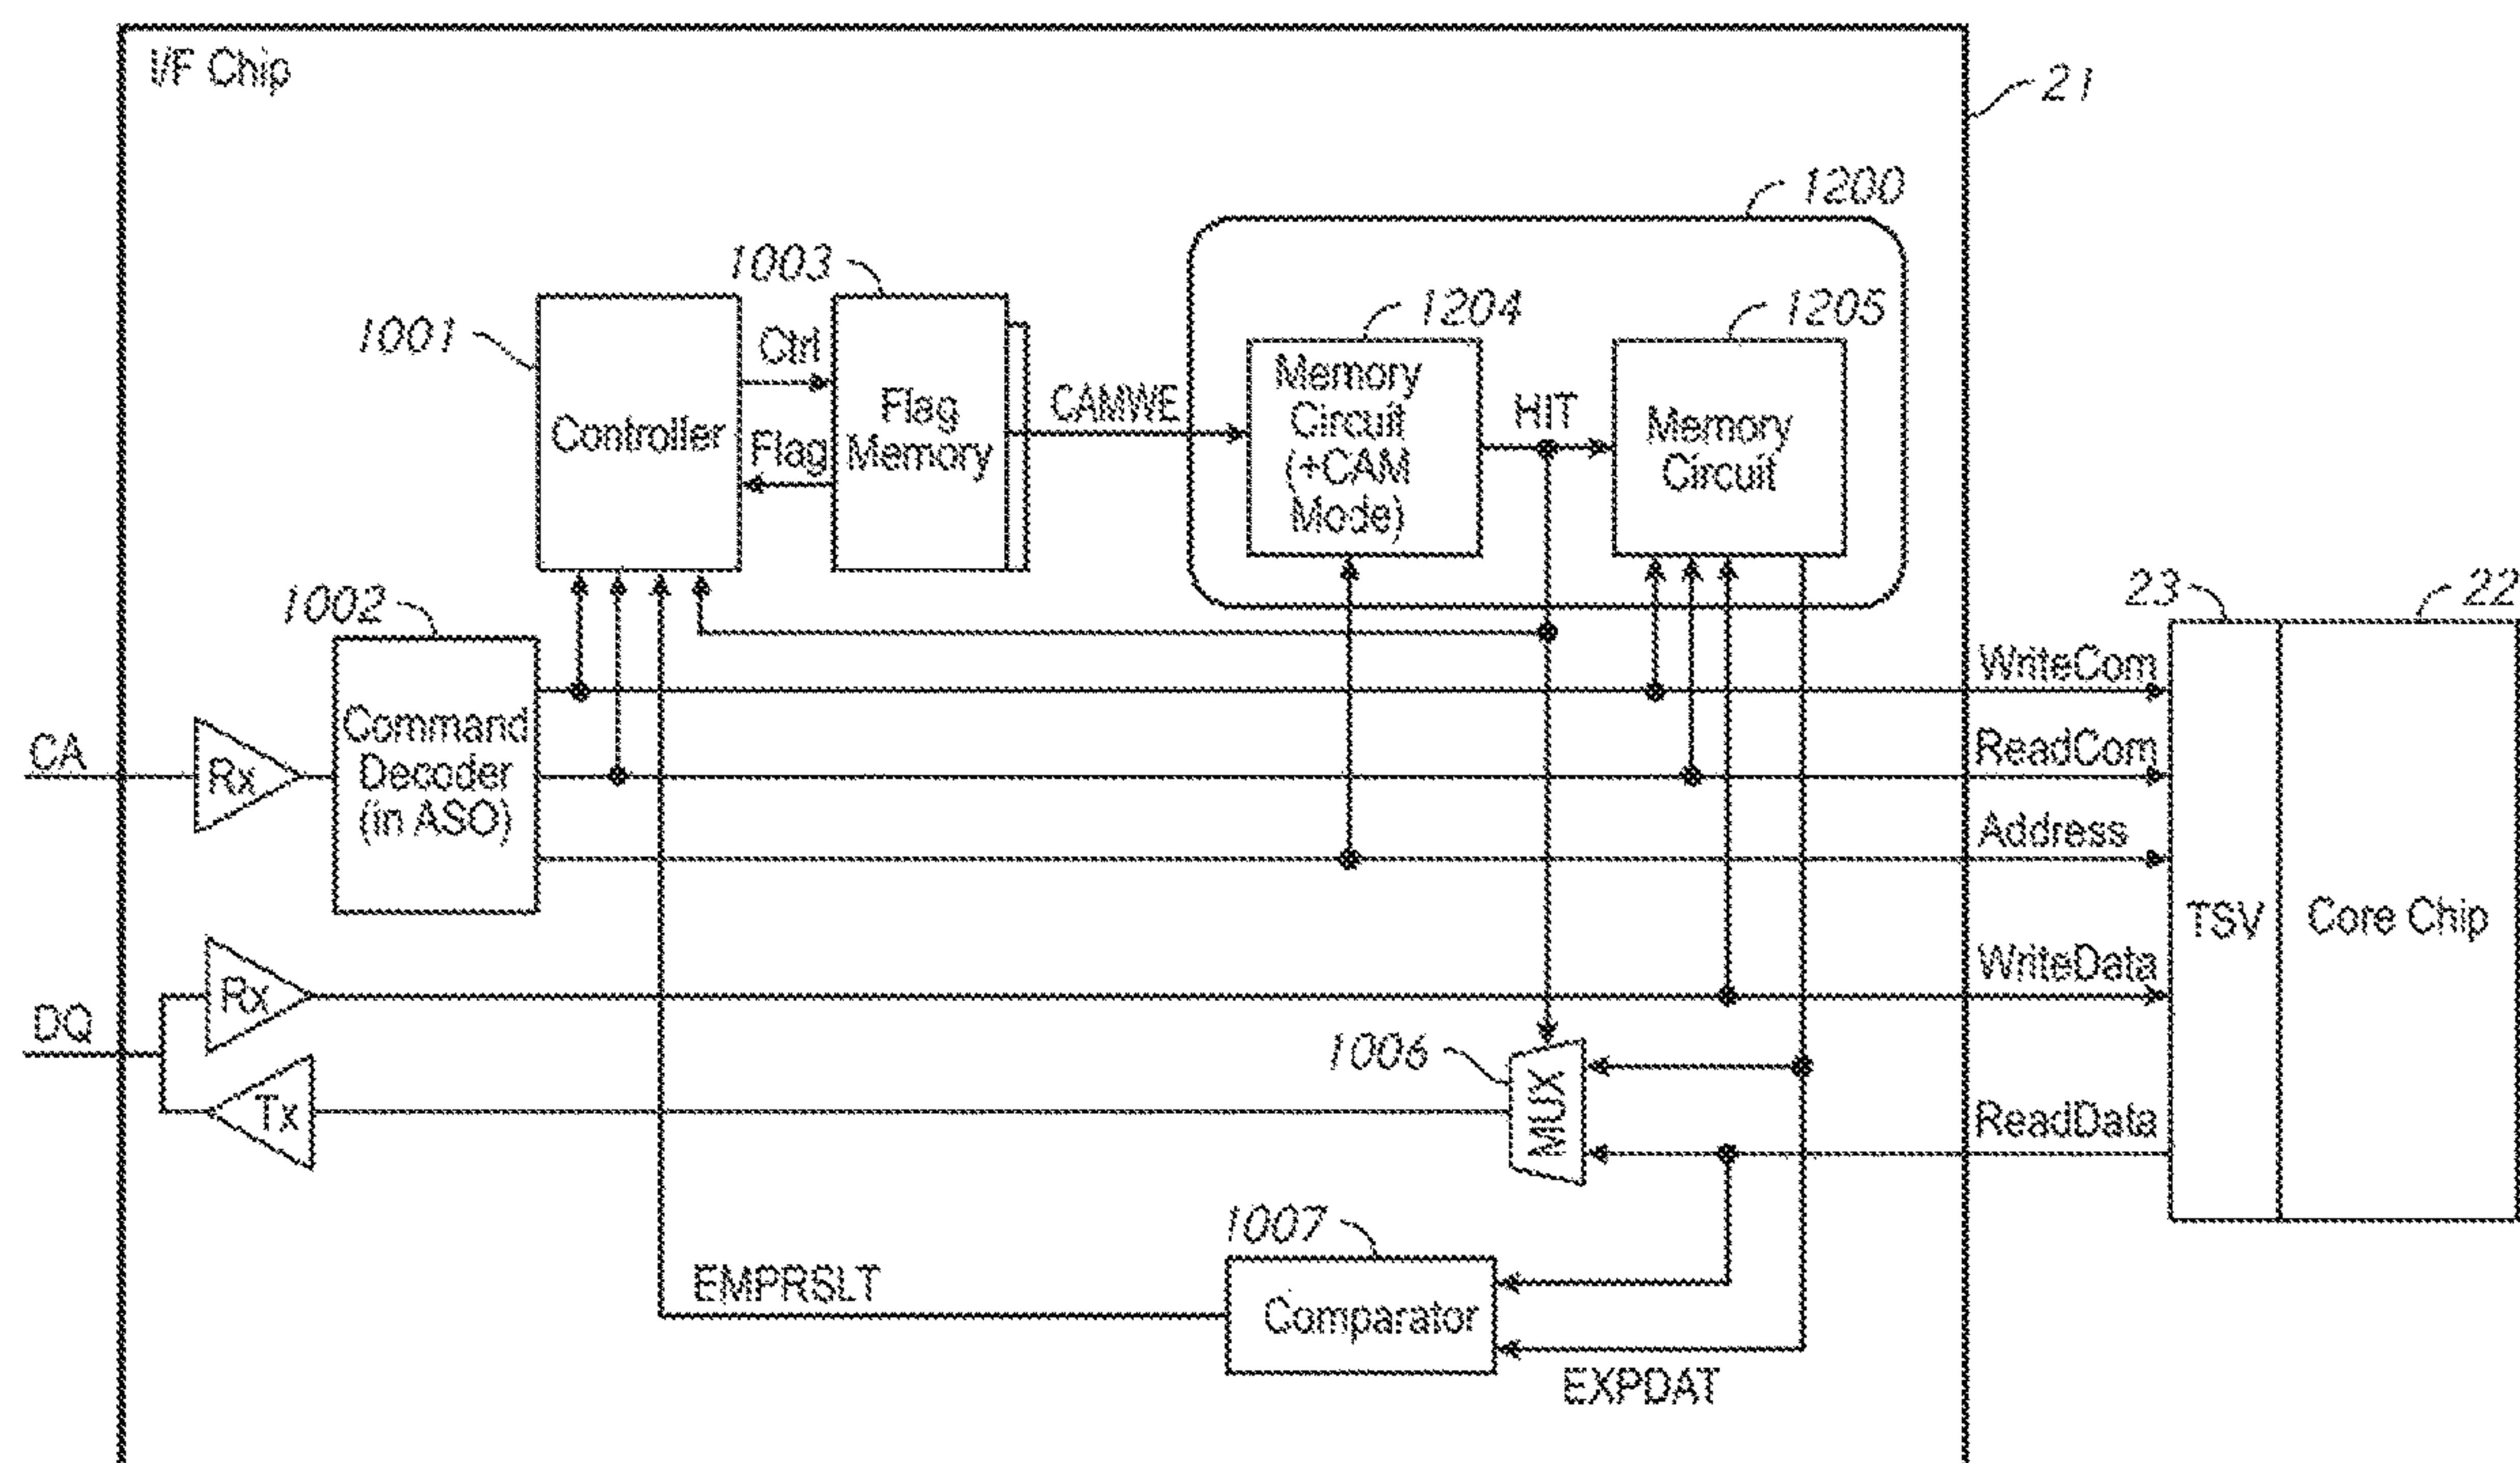 I/F Chip
21
1200
1003
1204
1205
1001
Ctrl
Memory
Circuit
(+CAM
Mode)
HIT
Memory
Circuit
Controller
Flag
Flag
Memory
CAMWE
1002
23
22
WriteCom
CA
Rx
Command
Decoder
(in ASO)
ReadCom
Address
TSV
Core Chip
DQ
Rx
WriteData
1006
MUX
Tx
ReadData
1007
EMPRSLT
Comparator
EXPDAT